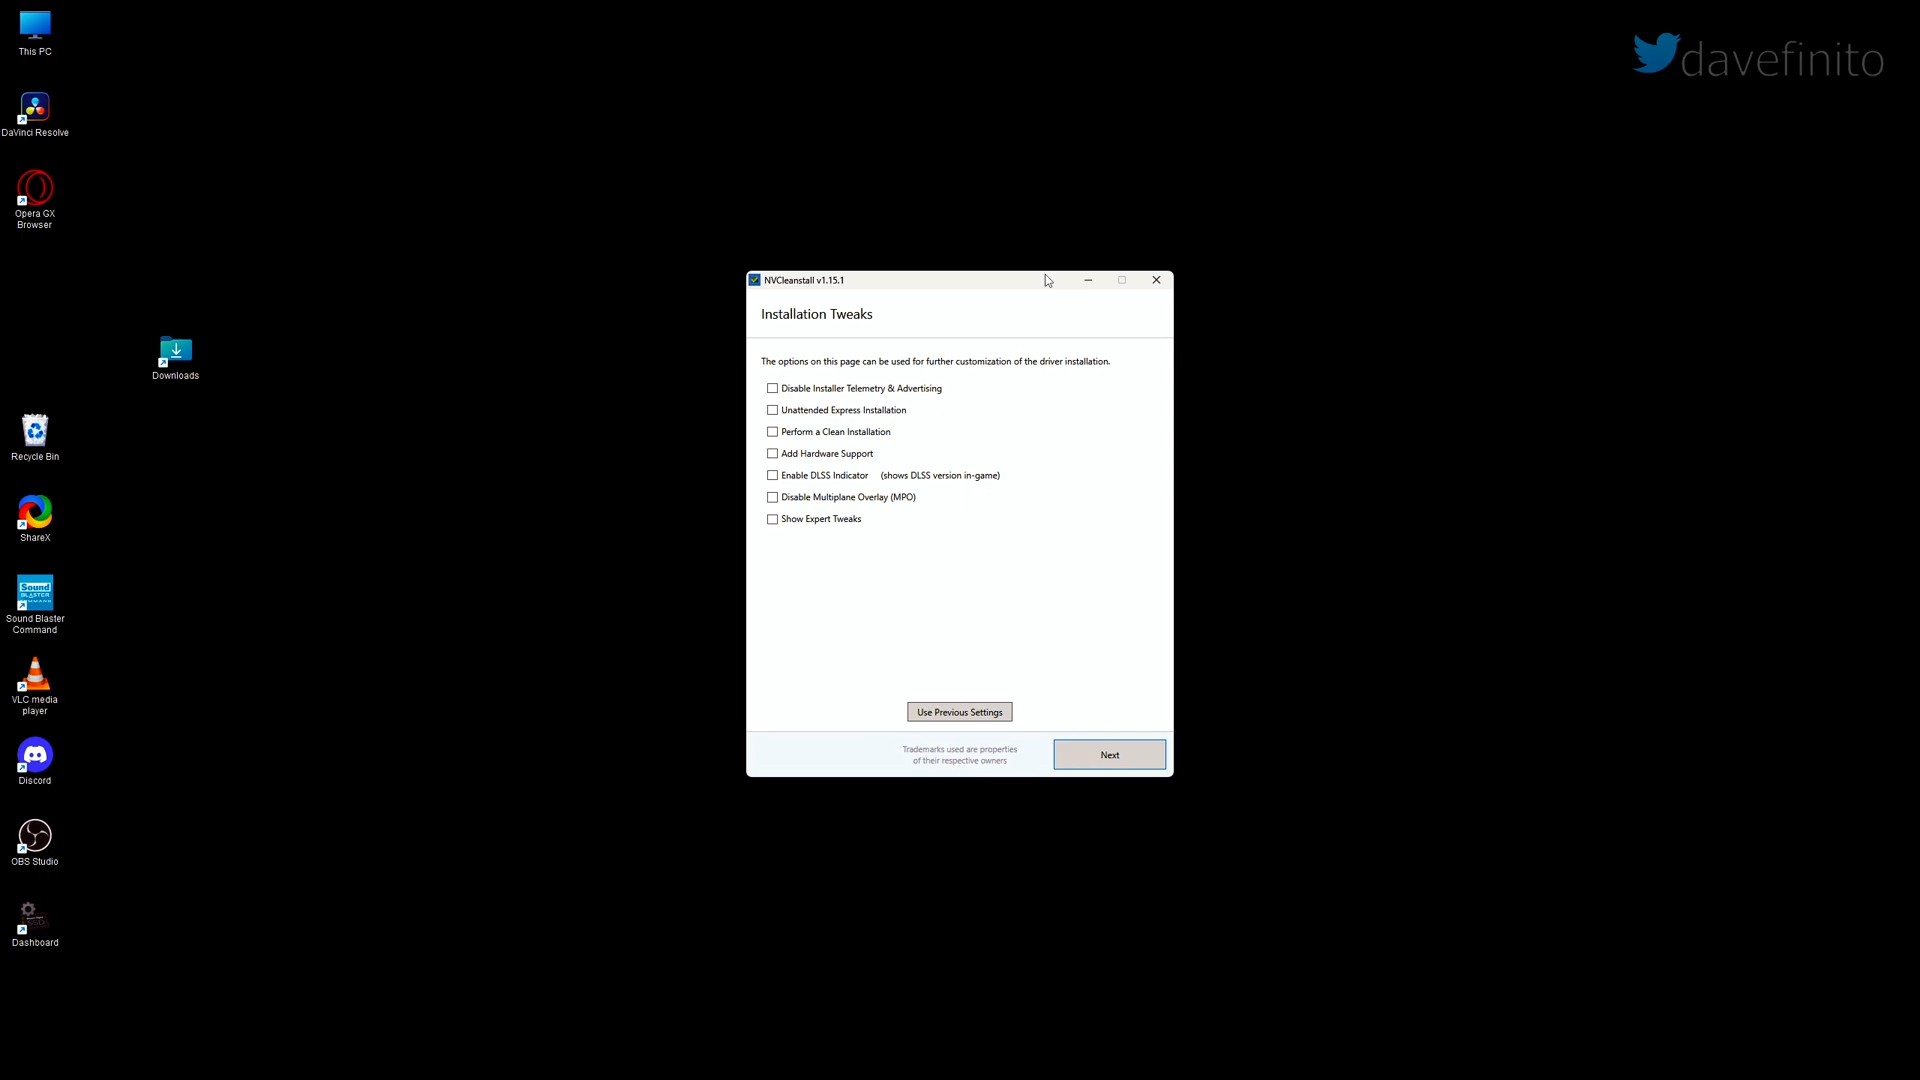 This PC
davefinito
DaVinci Resolve
Opera GX
Browser
NVCleanstall v1.15.1
Installation Tweaks
The options on this page can be used for further customization of the driver installation.
Disable Installer Telemetry & Advertising
Unattended Express Installation
Perform a Clean Installation
Add Hardware Support
Enable DLSS Indicator (shows DLSS version in-game)
Disable Multiplane Overlay (MPO)
Show Expert Tweaks
Use Previous Settings
Trademarks used are properties
of their respective owners
Next
Downloads
Recycle Bin
ShareX
Sound
BLASTER
Sound Blaster
Command
VLC media
player
Discord
OBS Studio
SSD
Dashboard